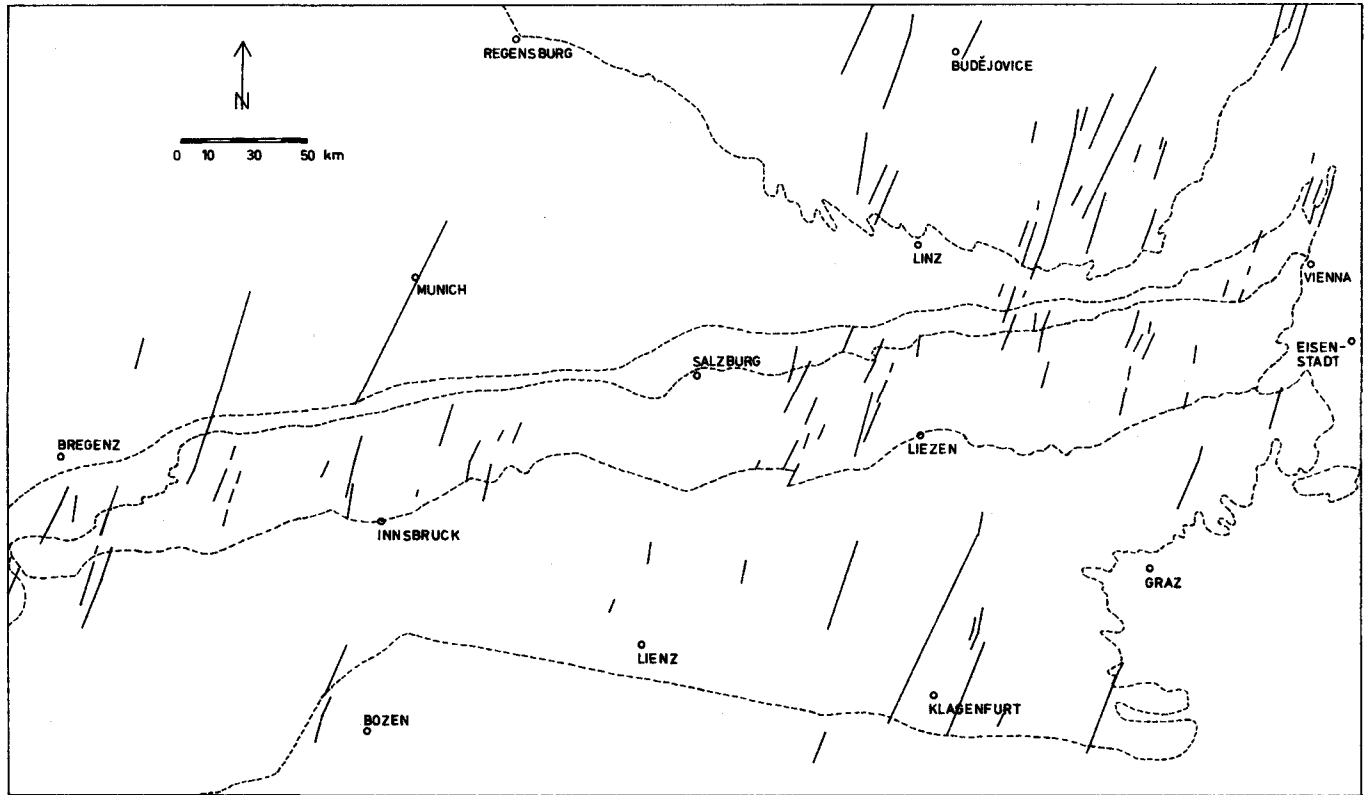 REGENSBURG
BUDĚJOVICE
N
0 10 30 50 km
LINZ
VIENNA
MUNICH
EISEN-
STADT
SALZBURG
BREGENZ
LIEZEN
INNSBRUCK
GRAZ
LIENZ
KLAGENFURT
BOZEN